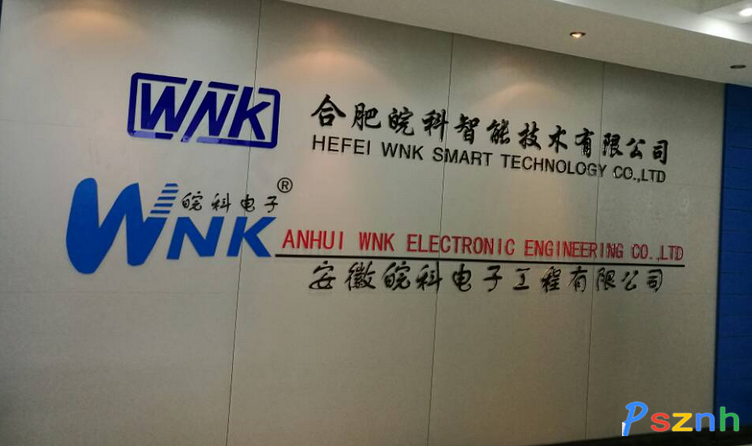 WNK
合肥皖科智能技术有限公司
HEFEI WNK SMART TECHNOLOGY CO.,LTD
皖科电子®
WNK
ANHUI WNK ELECTRONIC ENGINEERING CO.,LTD
安徽皖科电子工程有限公司
Psznh